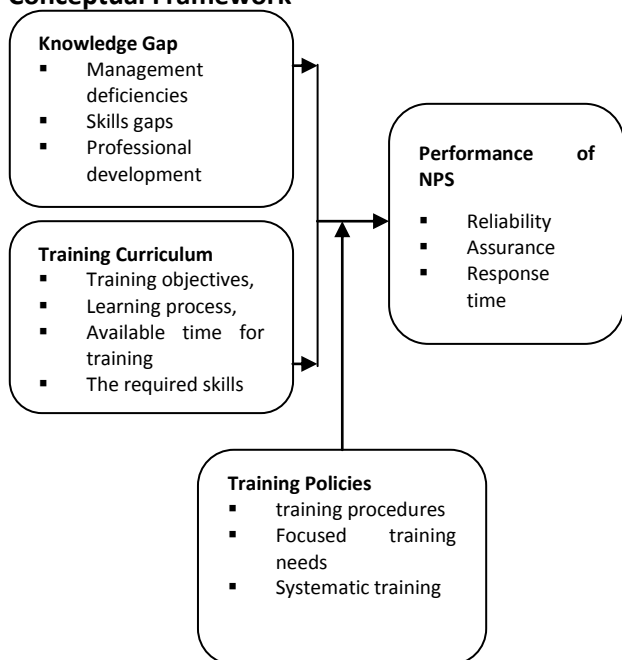 Conceptual Framework
Knowledge Gap
▪ Management
deficiencies
▪ Skills gaps
▪ Professional
development
Training Curriculum
▪ Training objectives,
▪ Learning process,
▪ Available time for
training
▪ The required skills
Performance of
NPS
▪ Reliability
▪ Assurance
▪ Response
time
Training Policies
▪ training procedures
▪ Focused training
needs
▪ Systematic training